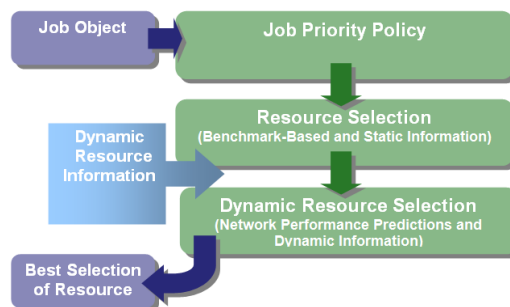 Job Object
Job Priority Policy
Resource Selection
(Benchmark-Based and Static Information)
Dynamic
Resource
Information
Dynamic Resource Selection
(Network Performance Predictions and
Dynamic Information)
Best Selection
of Resource